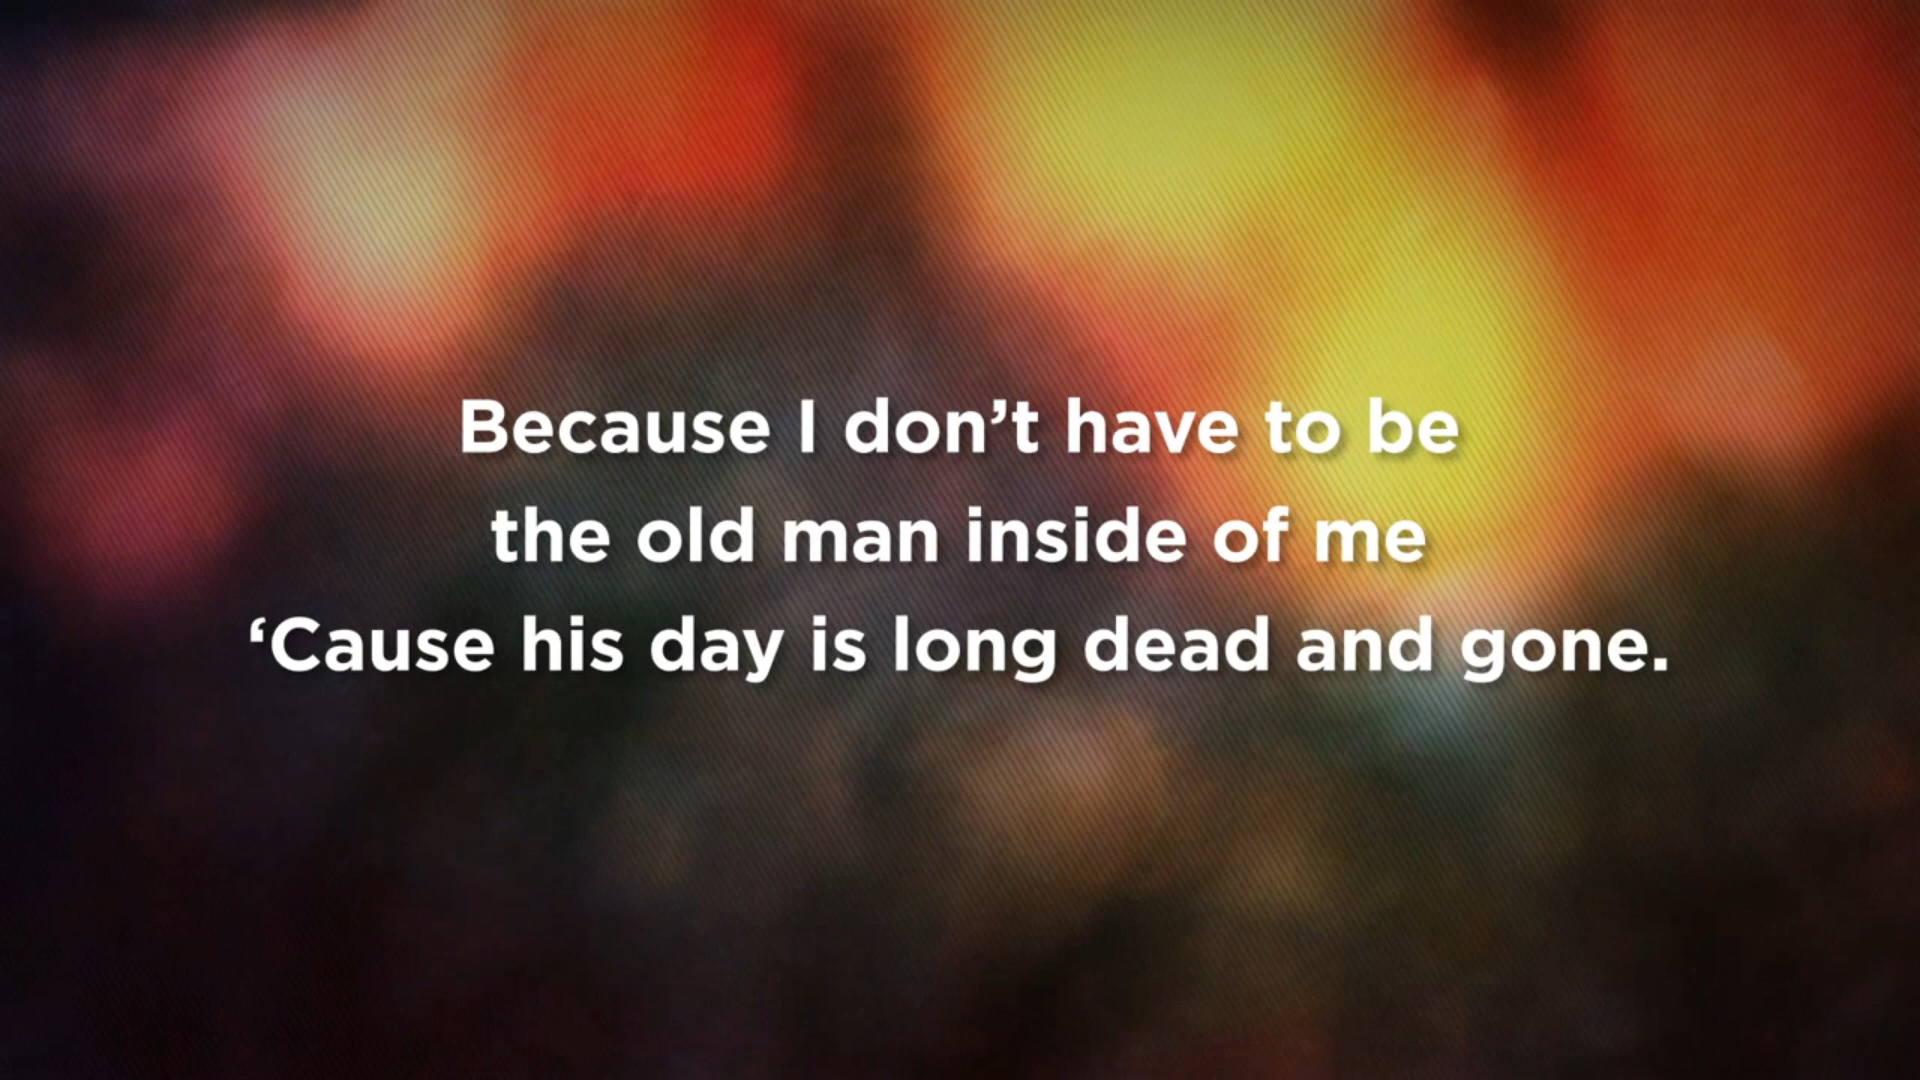 Because I don’t have to be
the old man inside of me
‘Cause his day is long dead and gone.